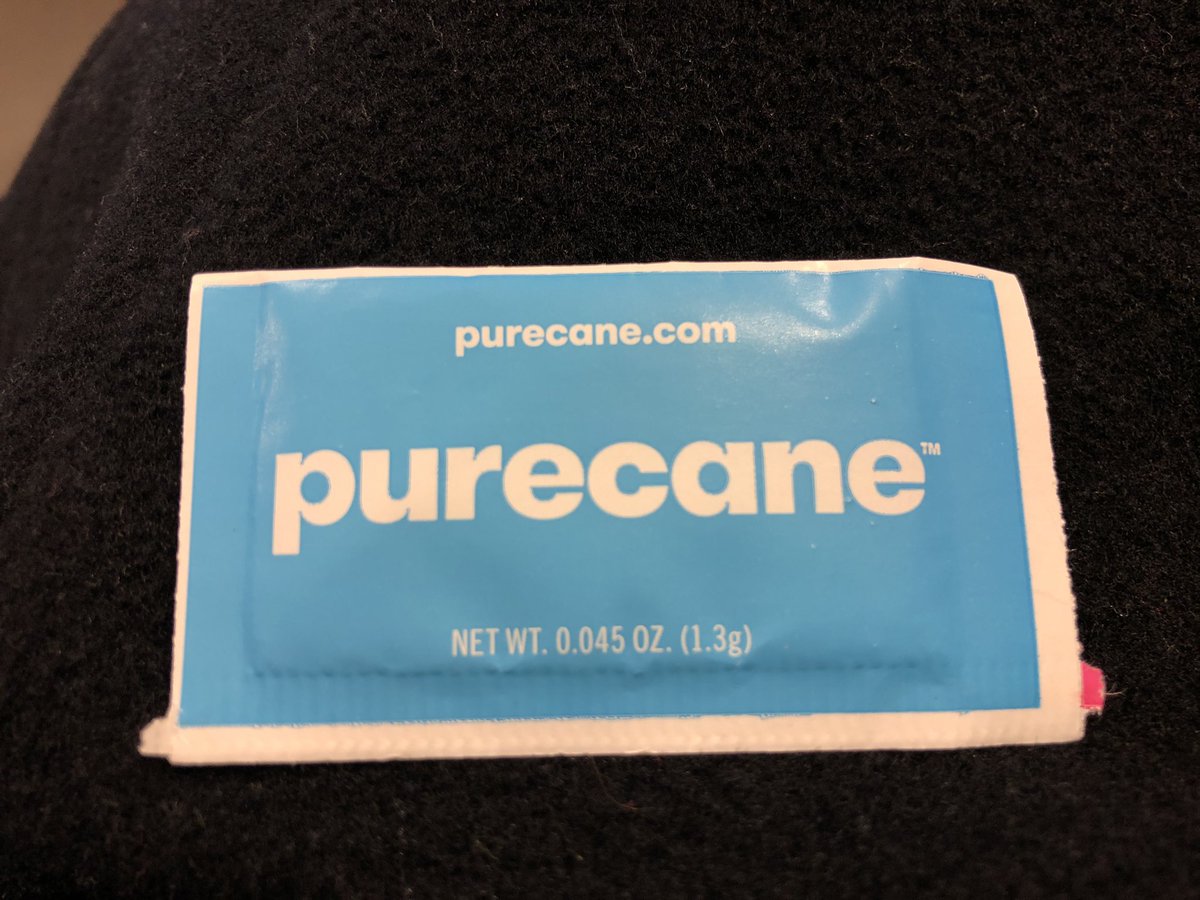 purecane.com
purecane™
NET WT. 0.045 OZ. (1.3g)